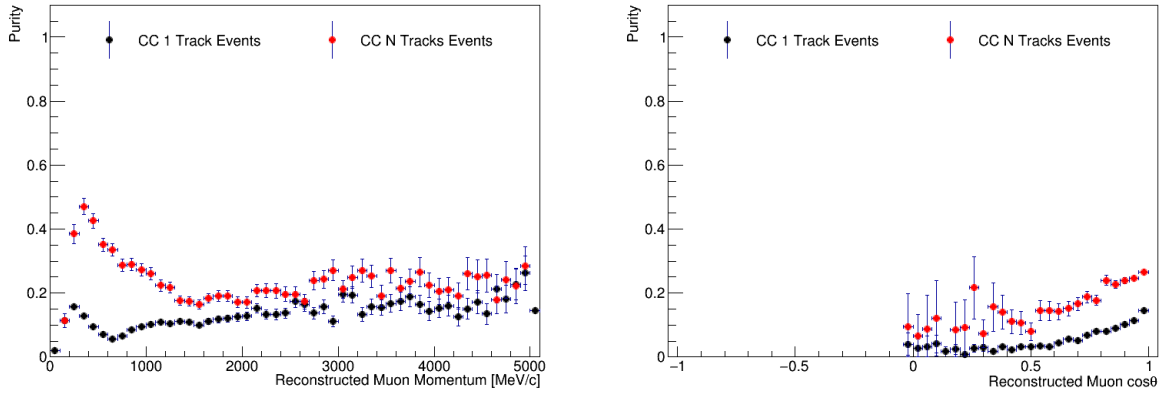 Purity
CC 1 Track Events
CC N Tracks Events
1
0.8
0.6
0.4
0.2
0
0 1000 2000 3000 4000 5000
Reconstructed Muon Momentum [MeV/c]
Purity
CC 1 Track Events
CC N Tracks Events
1
0.8
0.6
0.4
0.2
0
−1 −0.5 0 0.5 1
Reconstructed Muon cosθ